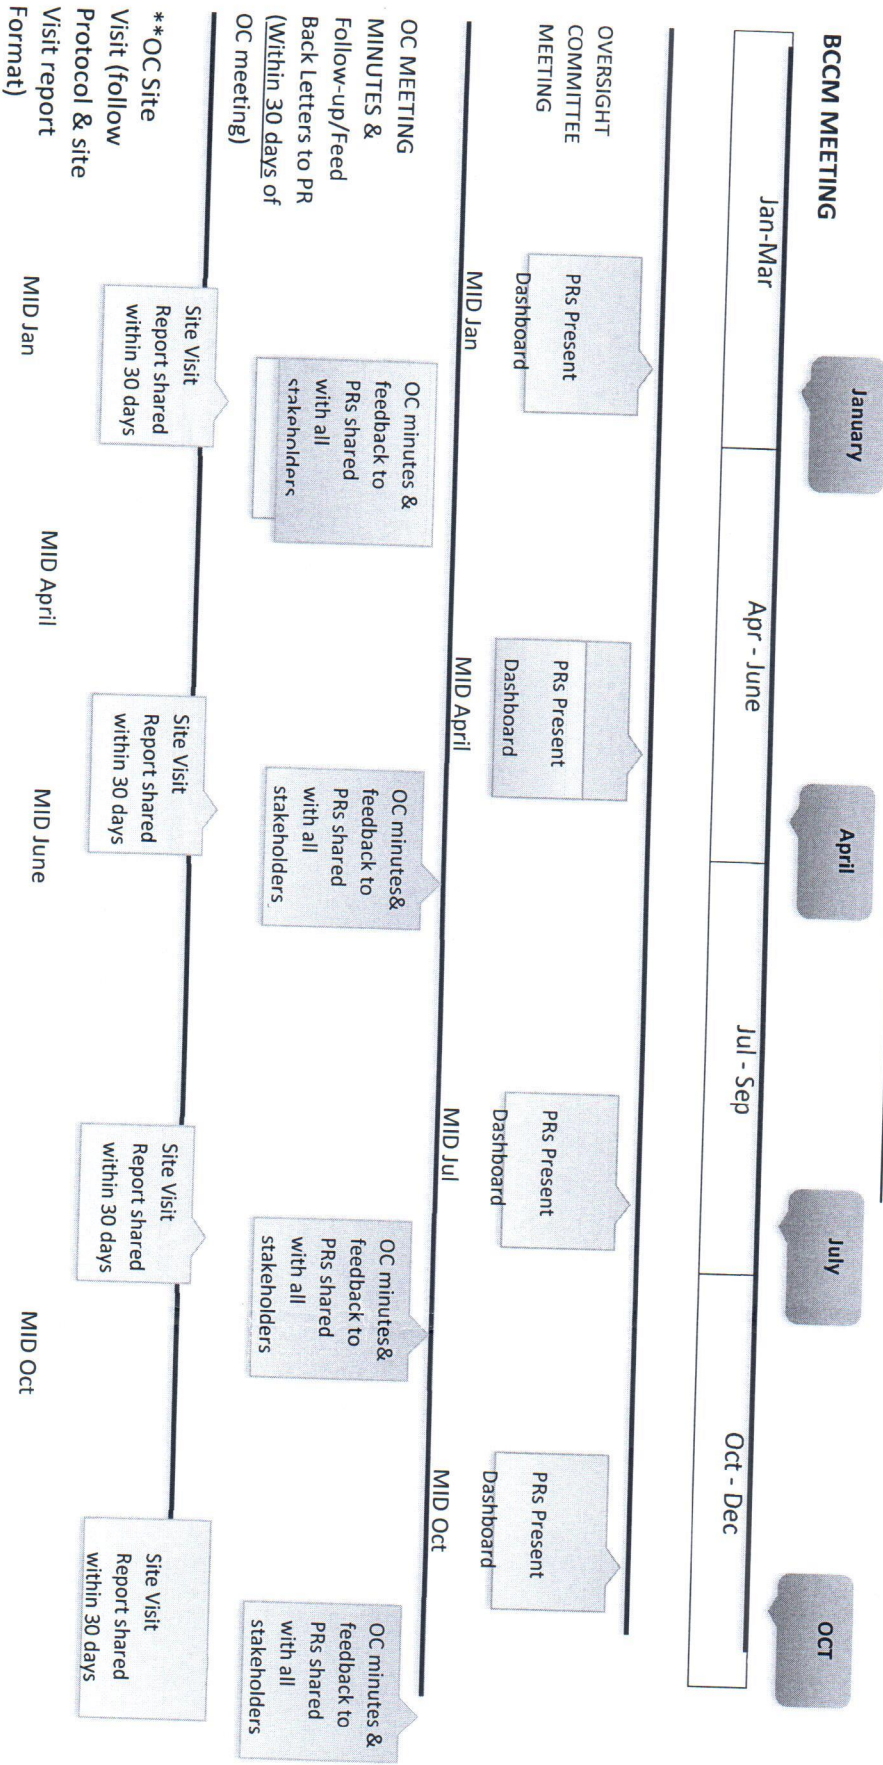 BCCM MEETING
January
April
July
OCT
Jan-Mar
Apr - June
Jul - Sep
Oct - Dec
OVERSIGHT
COMMITTEE
MEETING
PRs Present
Dashboard
PRs Present
Dashboard
PRs Present
Dashboard
PRs Present
Dashboard
MID Jan
MID April
MID Jul
MID Oct
OC MEETING
MINUTES &
Follow-up/Feed
Back Letters to PR
(Within 30 days of
OC meeting)
OC minutes &
feedback to
PRs shared
with all
stakeholders
OC minutes&
feedback to
PRs shared
with all
stakeholders
OC minutes&
feedback to
PRs shared
with all
stakeholders
OC minutes &
feedback to
PRs shared
with all
stakeholders
**OC Site
Visit (follow
Protocol & site
Visit report
Format)
Site Visit
Report shared
within 30 days
Site Visit
Report shared
within 30 days
Site Visit
Report shared
within 30 days
Site Visit
Report shared
within 30 days
MID Jan
MID April
MID June
MID Oct